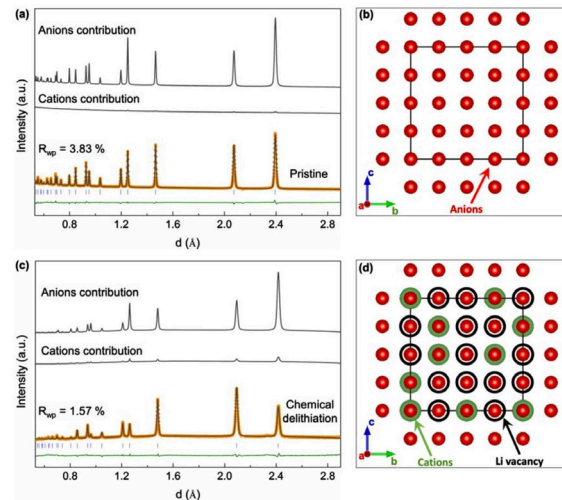 (a)
Anions contribution
Cations contribution
Rwp = 3.83 %
Pristine
Intensity (a.u.)
0.8 1.2 1.6 2.0 2.4 2.8
d (Å)
(b)
c
a b
Anions
(c)
Anions contribution
Cations contribution
Rwp = 1.57 %
Chemical
delithiation
Intensity (a.u.)
0.8 1.2 1.6 2.0 2.4 2.8
d (Å)
(d)
c
a b
Cations
Li vacancy